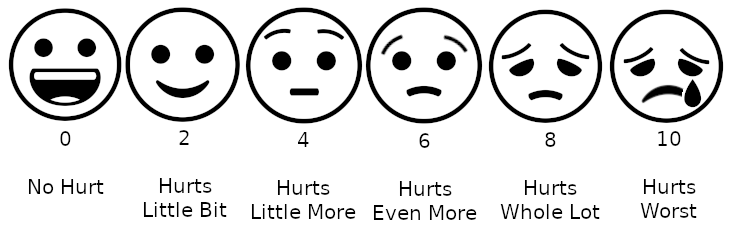 0 2 4 6 8 10
No Hurt
Hurts
Little Bit
Hurts
Little More
Hurts
Even More
Hurts
Whole Lot
Hurts
Worst